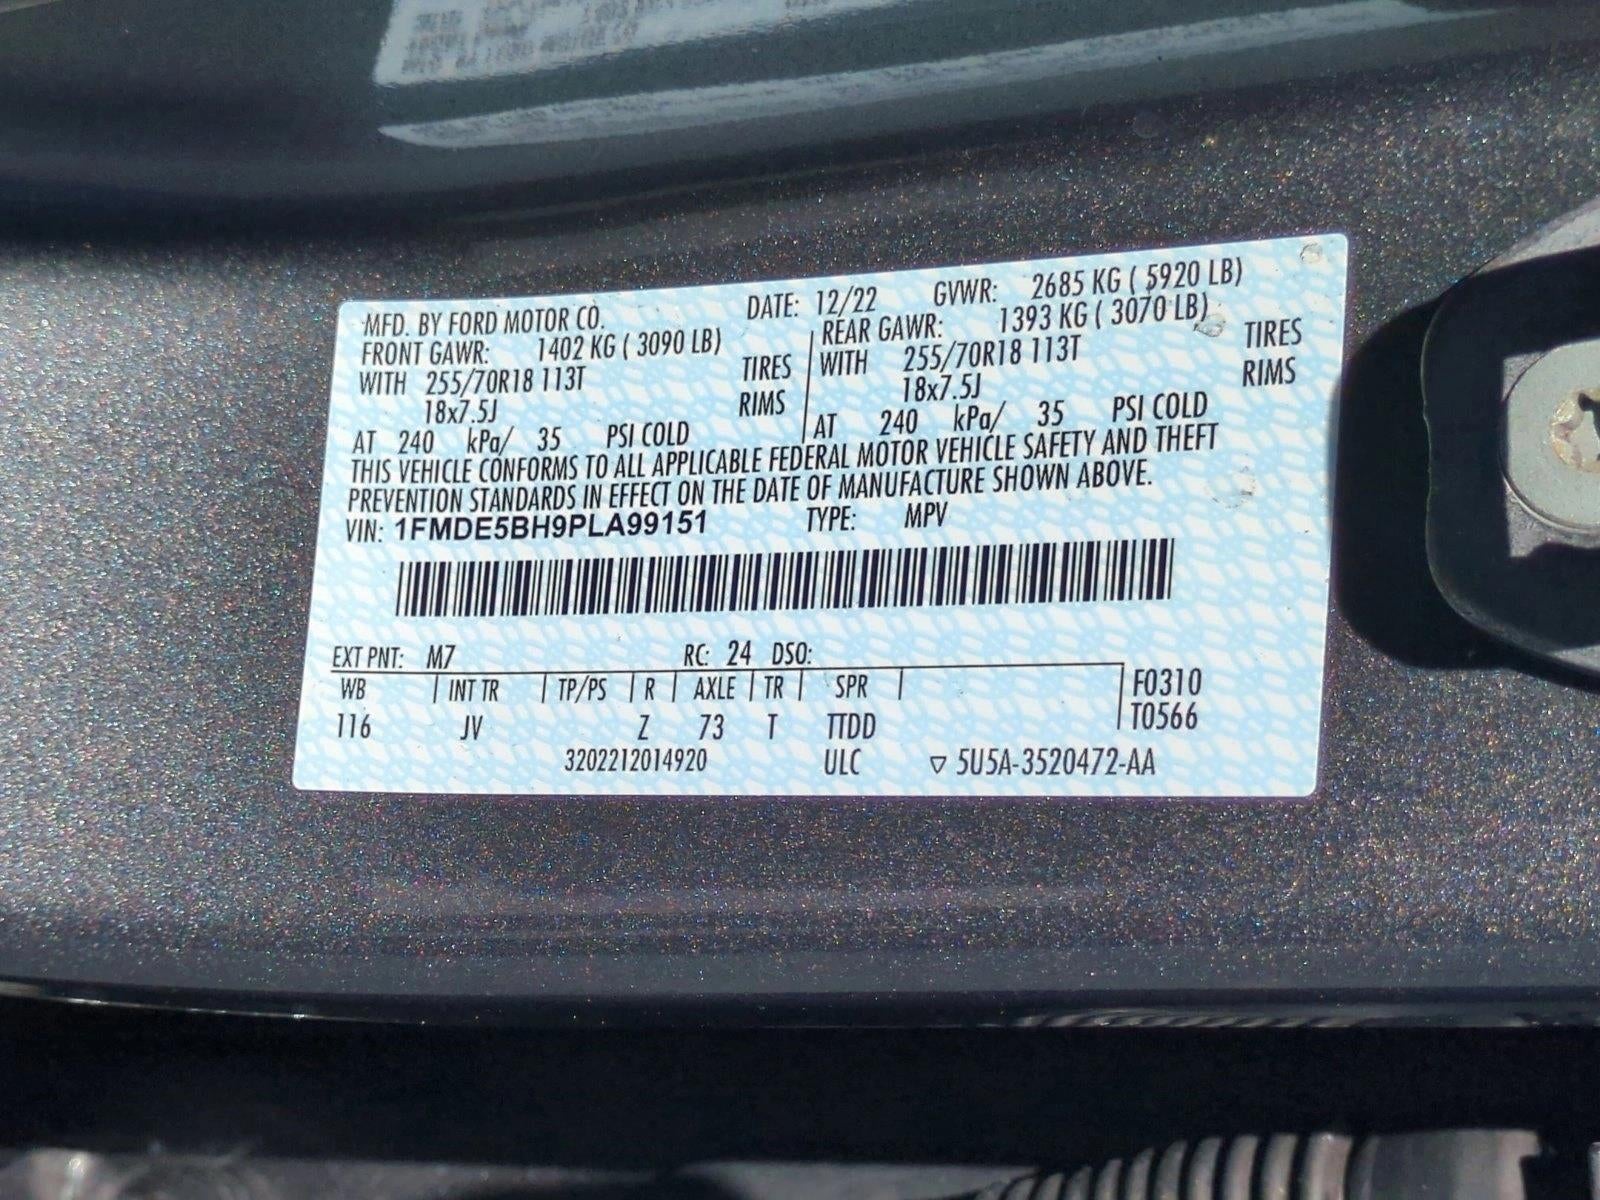 MFD. BY FORD MOTOR CO. DATE: 12/22 GVWR: 2685 KG ( 5920 LB)
FRONT GAWR: 1402 KG ( 3090 LB) REAR GAWR: 1393 KG ( 3070 LB)
WITH 255/70R18 113T TIRES WITH 255/70R18 113T TIRES
18x7.5J RIMS 18x7.5J RIMS
AT 240 kPa/ 35 PSI COLD AT 240 kPa/ 35 PSI COLD
THIS VEHICLE CONFORMS TO ALL APPLICABLE FEDERAL MOTOR VEHICLE SAFETY AND THEFT
PREVENTION STANDARDS IN EFFECT ON THE DATE OF MANUFACTURE SHOWN ABOVE.
VIN: 1FMDE5BH9PLA99151 TYPE: MPV
EXT PNT: M7 RC: 24 DSO:
WB | INT TR | TP/PS | R | AXLE | TR | SPR | F0310
116 JV Z 73 T TTDD T0566
3202212014920 ULC ▽ 5U5A-3520472-AA